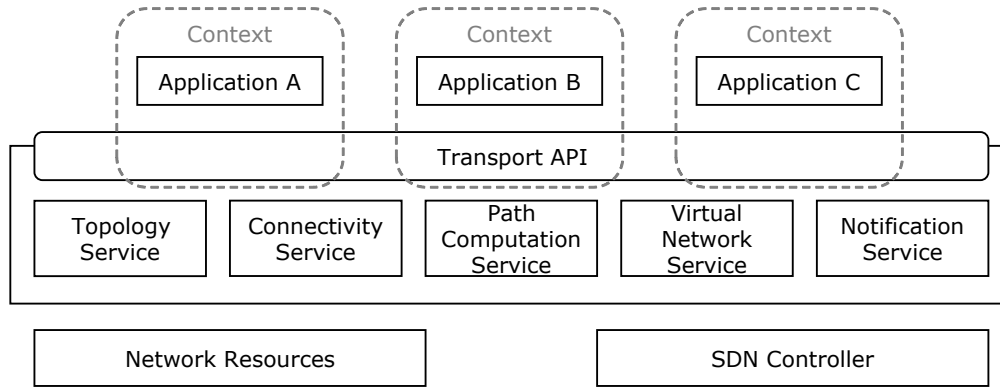 Context
Context
Context
Application A
Application B
Application C
Transport API
Topology
Service
Connectivity
Service
Path
Computation
Service
Virtual
Network
Service
Notification
Service
Network Resources
SDN Controller